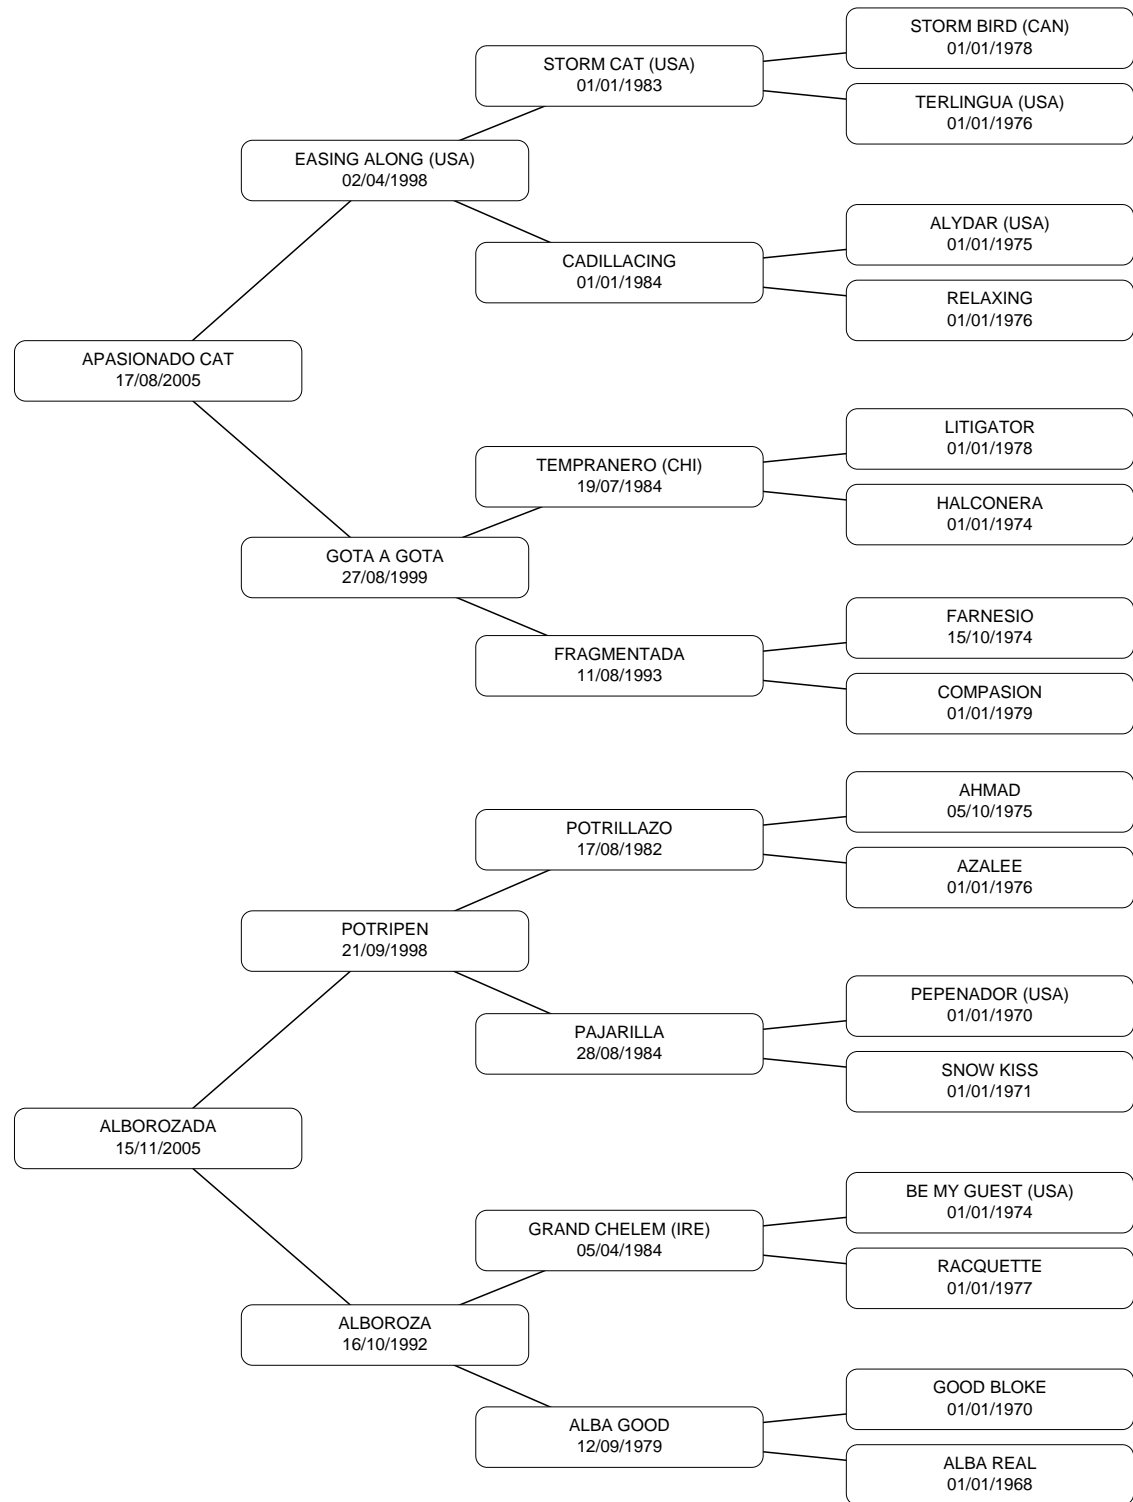 STORM BIRD (CAN)
01/01/1978
STORM CAT (USA)
01/01/1983
TERLINGUA (USA)
01/01/1976
EASING ALONG (USA)
02/04/1998
ALYDAR (USA)
01/01/1975
CADILLACING
01/01/1984
RELAXING
01/01/1976
APASIONADO CAT
17/08/2005
LITIGATOR
01/01/1978
TEMPRANERO (CHI)
19/07/1984
HALCONERA
01/01/1974
GOTA A GOTA
27/08/1999
FARNESIO
15/10/1974
FRAGMENTADA
11/08/1993
COMPASION
01/01/1979
AHMAD
05/10/1975
POTRILLAZO
17/08/1982
AZALEE
01/01/1976
POTRIPEN
21/09/1998
PEPENADOR (USA)
01/01/1970
PAJARILLA
28/08/1984
SNOW KISS
01/01/1971
ALBOROZADA
15/11/2005
BE MY GUEST (USA)
01/01/1974
GRAND CHELEM (IRE)
05/04/1984
RACQUETTE
01/01/1977
ALBOROZA
16/10/1992
GOOD BLOKE
01/01/1970
ALBA GOOD
12/09/1979
ALBA REAL
01/01/1968